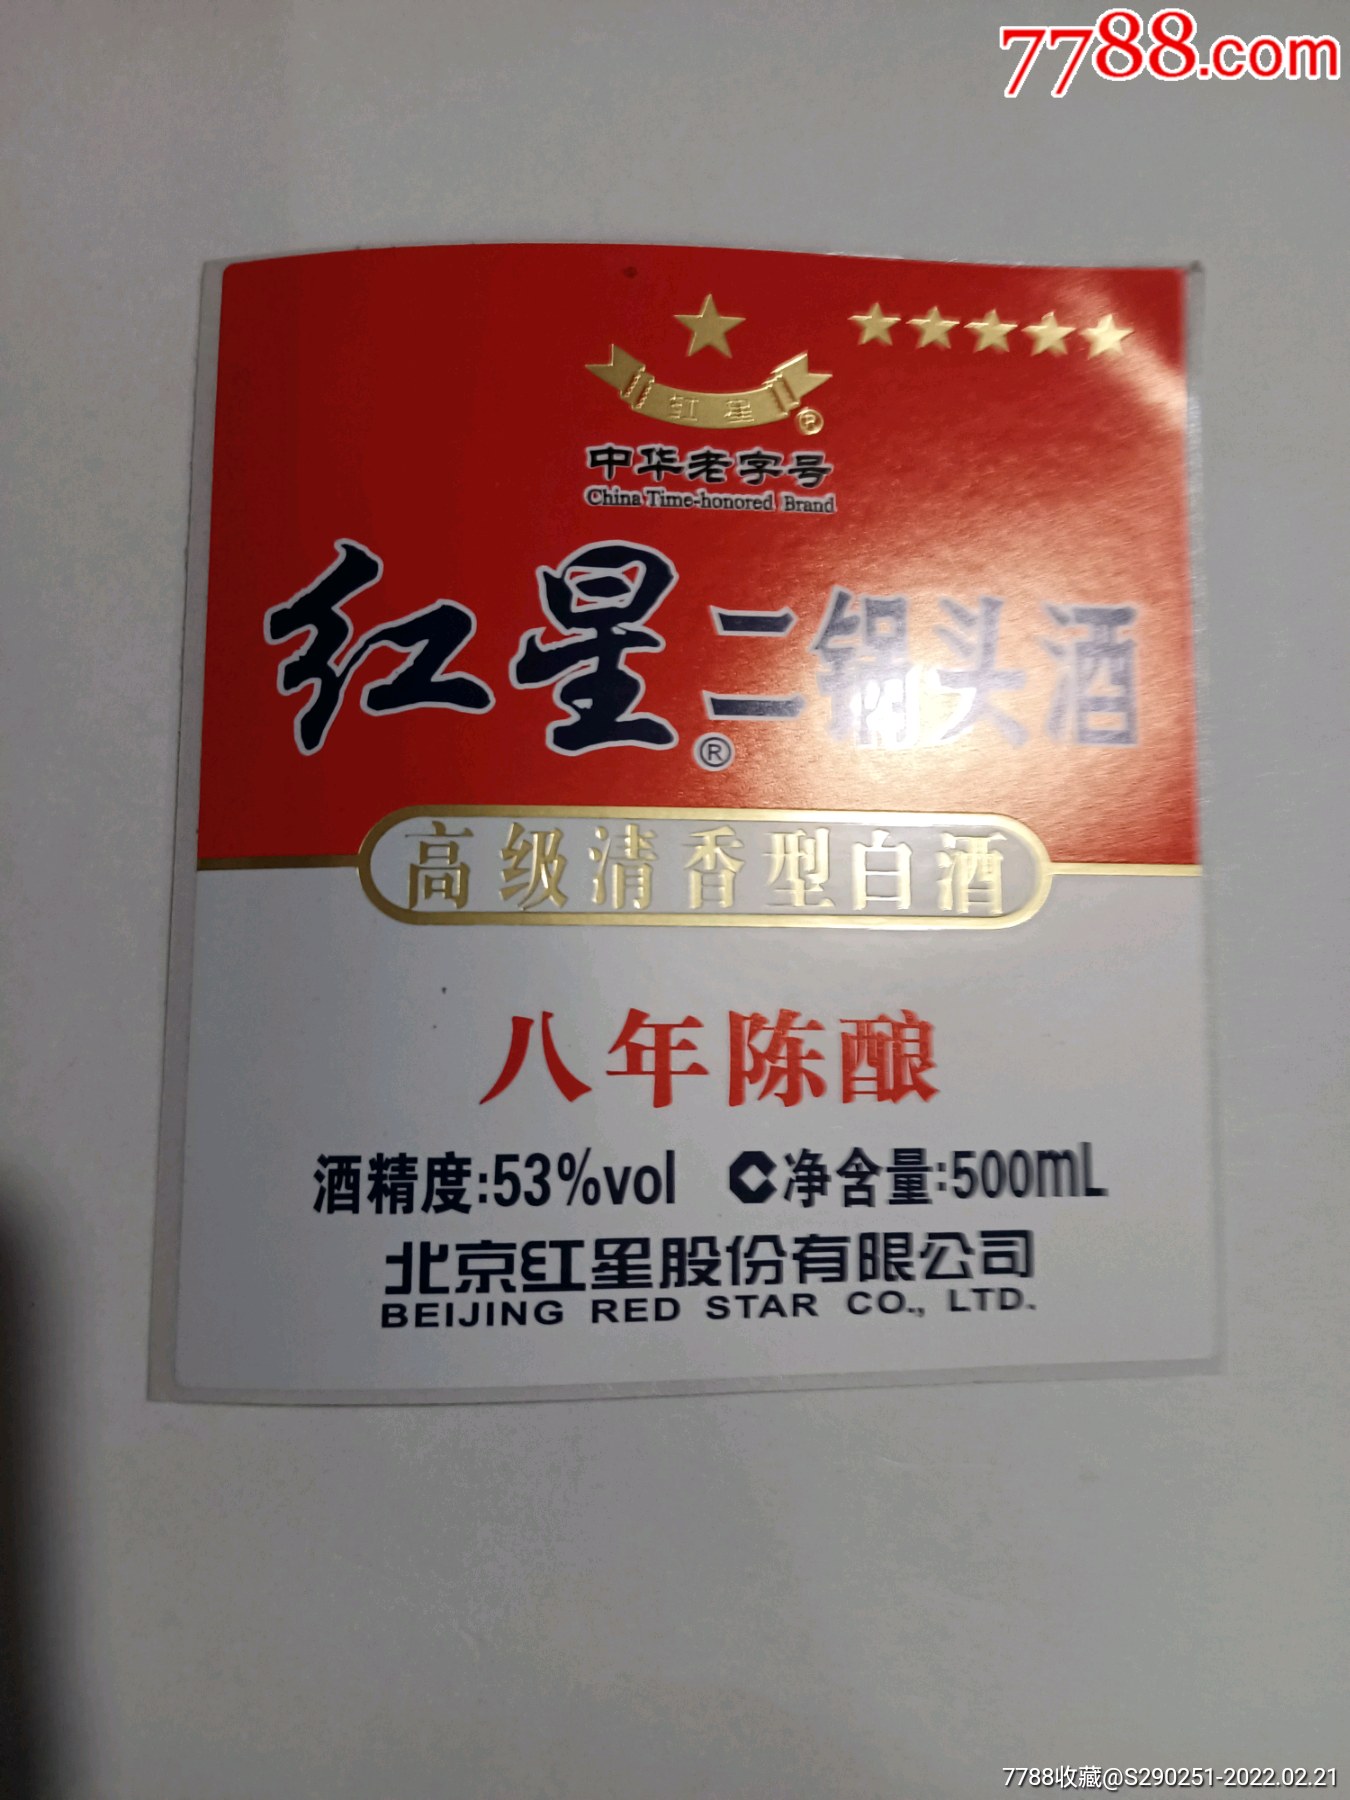 7788.com
红星®
中华老字号
China Time-honored Brand
红星®二锅头酒
高级清香型白酒
八年陈酿
酒精度:53%vol C净含量:500mL
北京红星股份有限公司
BEIJING RED STAR CO., LTD.
7788收藏@S290251-2022.02.21